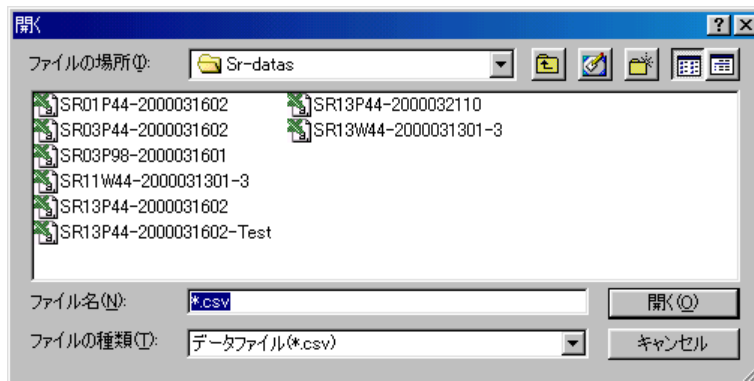 開く
ファイルの場所(I): Sr-datas
SR01P44-2000031602
SR03P44-2000031602
SR03P98-2000031601
SR11W44-2000031301-3
SR13P44-2000031602
SR13P44-2000031602-Test
SR13P44-2000032110
SR13W44-2000031301-3
ファイル名(N): *.csv 開く(O)
ファイルの種類(T): データファイル(*.csv) キャンセル